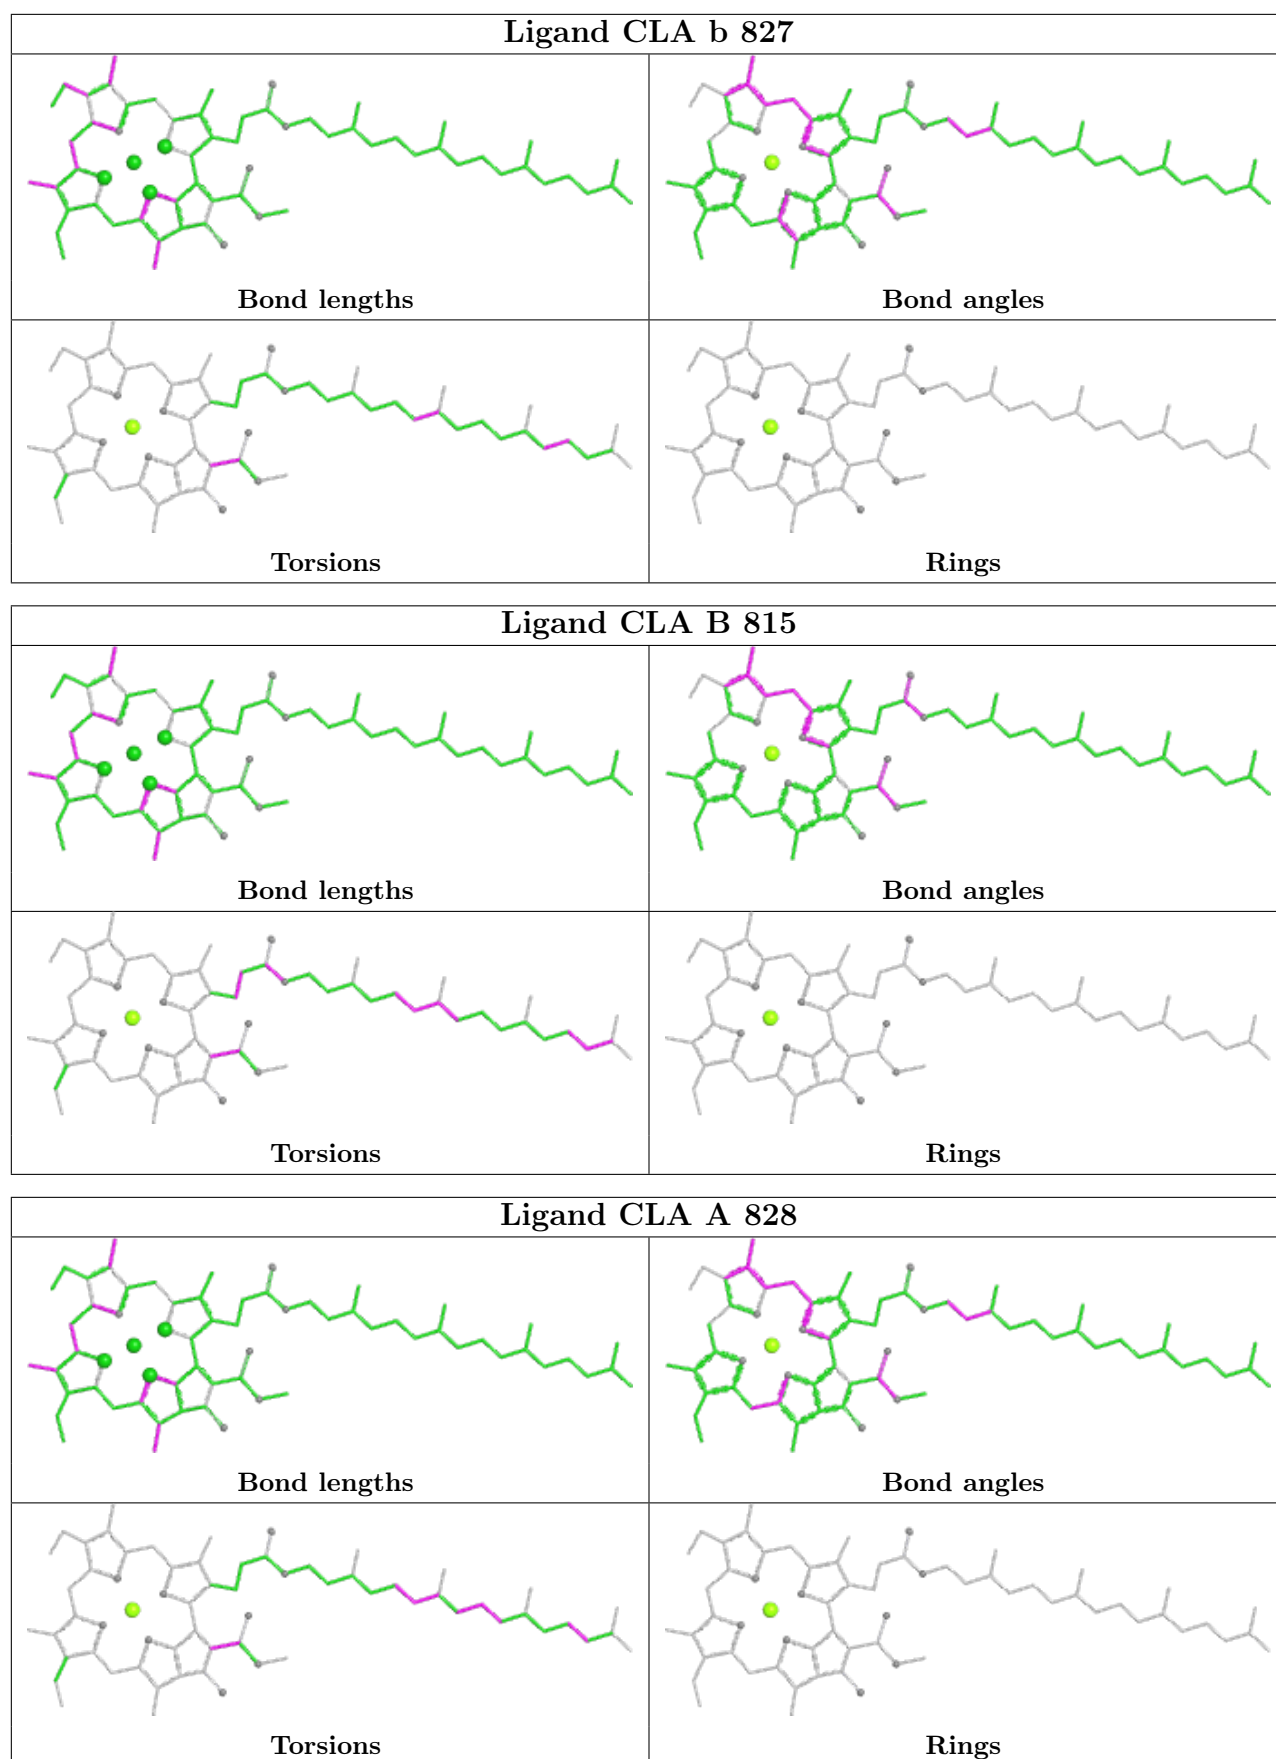 Ligand CLA b 827
Bond lengths
Bond angles
Torsions
Rings
Ligand CLA B 815
Bond lengths
Bond angles
Torsions
Rings
Ligand CLA A 828
Bond lengths
Bond angles
Torsions
Rings